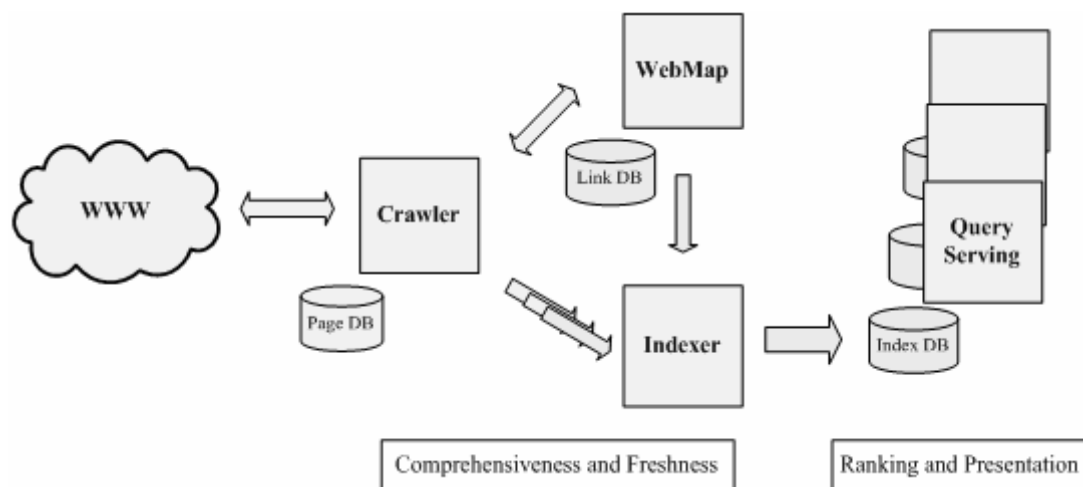 WebMap
Link DB
WWW
Crawler
Page DB
Query
Serving
Indexer
Index DB
Comprehensiveness and Freshness
Ranking and Presentation